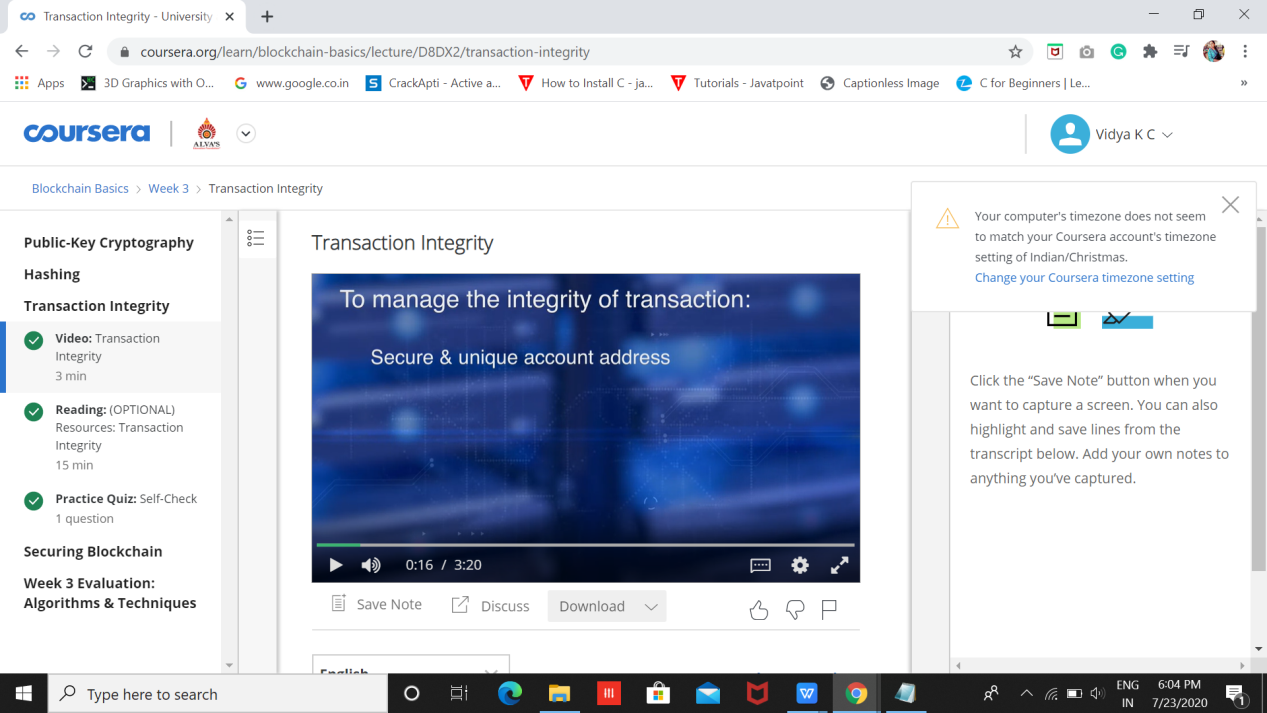 Transaction Integrity - University
coursera.org/learn/blockchain-basics/lecture/D8DX2/transaction-integrity
Apps 3D Graphics with O... www.google.co.in CrackApti - Active a... How to Install C - ja... Tutorials - Javatpoint Captionless Image C for Beginners | Le... »
coursera ALVA'S Vidya K C
Blockchain Basics > Week 3 > Transaction Integrity
Your computer's timezone does not seem
to match your Coursera account's timezone
setting of Indian/Christmas.
Change your Coursera timezone setting
Public-Key Cryptography
Hashing
Transaction Integrity
Video: Transaction
Integrity
3 min
Reading: (OPTIONAL)
Resources: Transaction
Integrity
15 min
Practice Quiz: Self-Check
1 question
Securing Blockchain
Week 3 Evaluation:
Algorithms & Techniques
Transaction Integrity
To manage the integrity of transaction:
Secure & unique account address
0:16 / 3:20
Save Note Discuss Download
English
Click the “Save Note” button when you
want to capture a screen. You can also
highlight and save lines from the
transcript below. Add your own notes to
anything you’ve captured.
Type here to search
ENG
IN
6:04 PM
7/23/2020
1